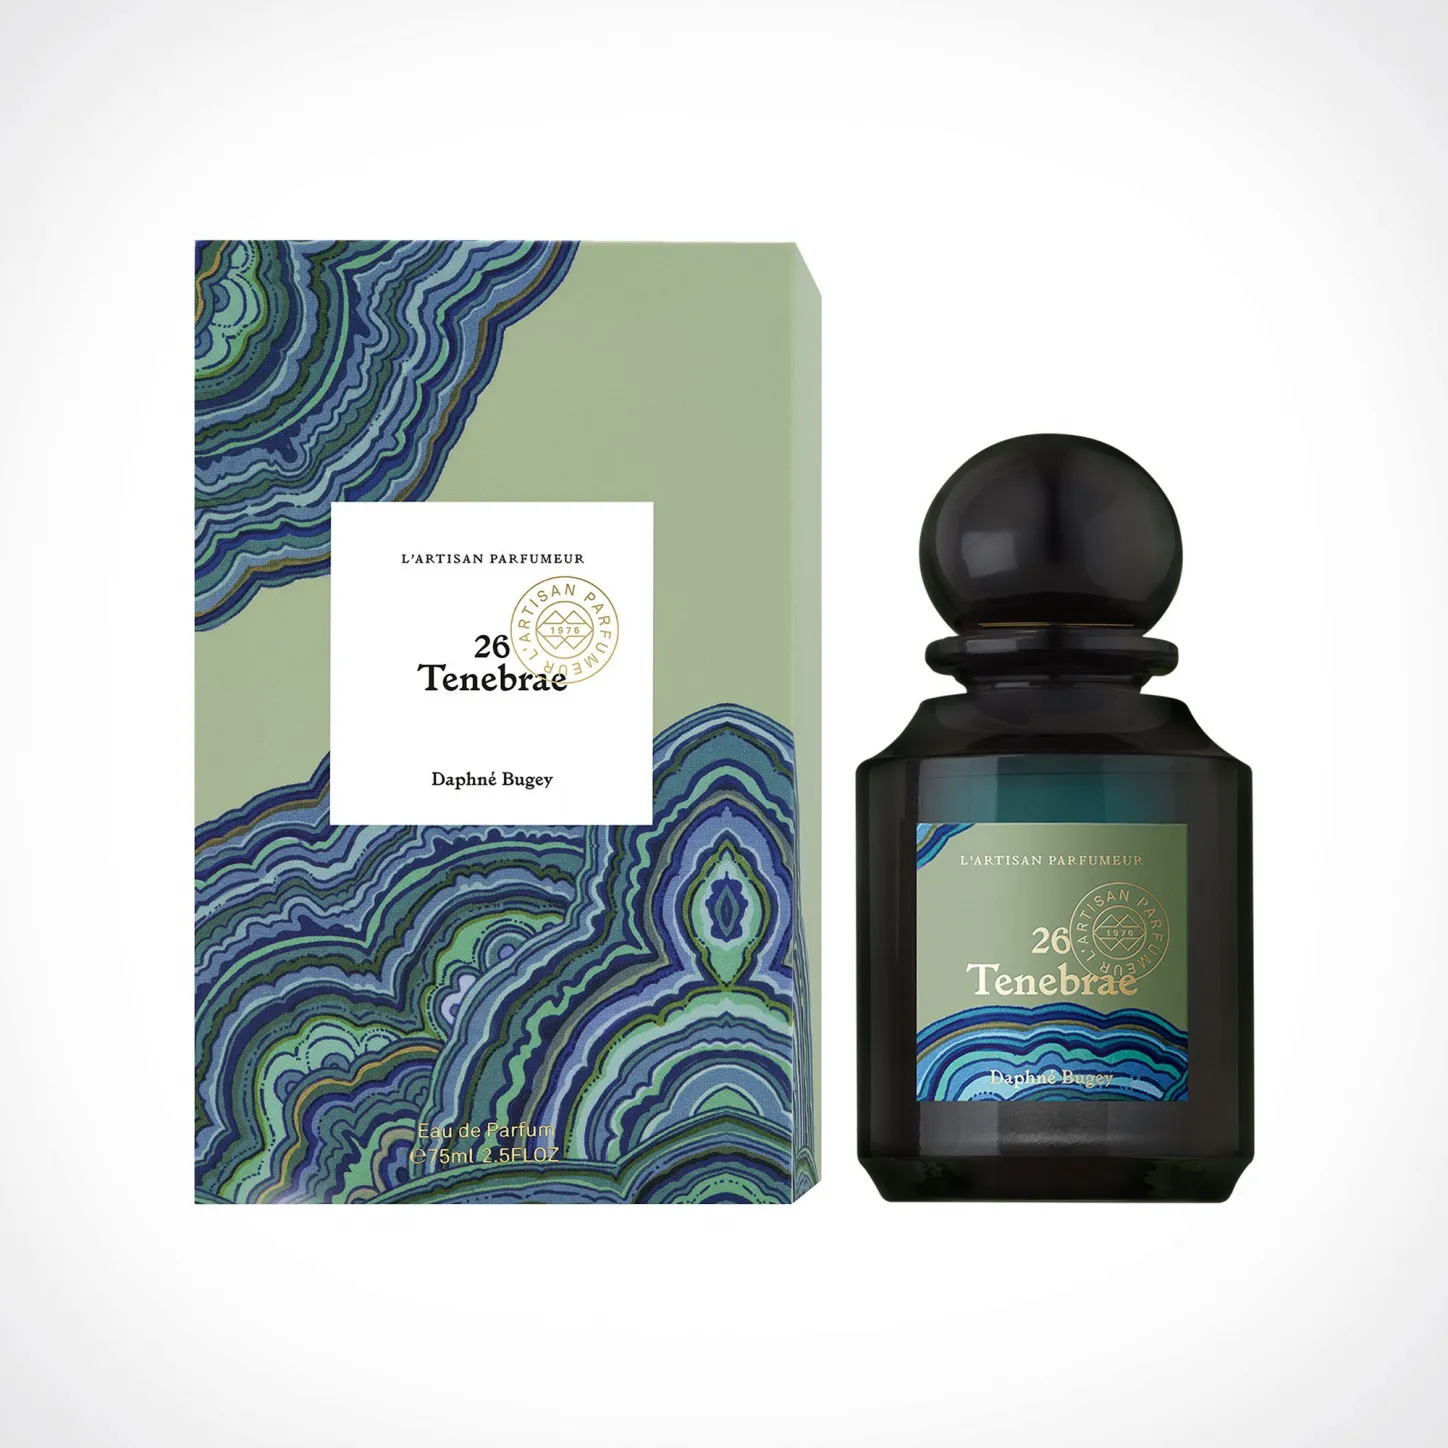 L'ARTISAN PARFUMEUR
L'ARTISAN PARFUMEUR
1976
26
Tenebrae
Daphné Bugey
Eau de Parfum
℮75ml 2.5FLOZ
L'ARTISAN PARFUMEUR
L'ARTISAN PARFUMEUR
1976
26
Tenebrae
Daphné Bugey